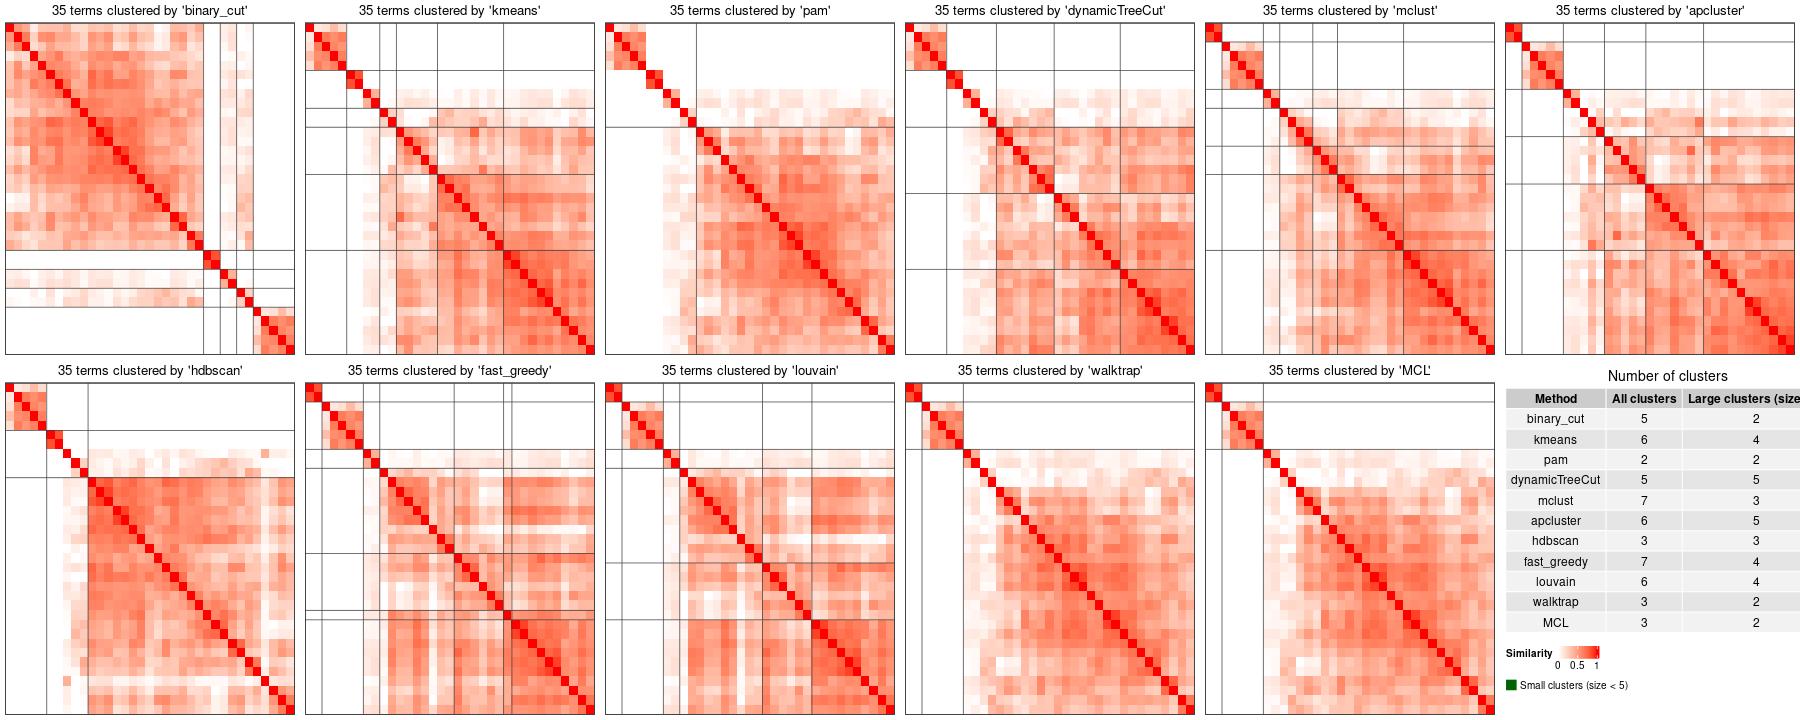 35 terms clustered by 'binary_cut'
35 terms clustered by 'kmeans'
35 terms clustered by 'pam'
35 terms clustered by 'dynamicTreeCut'
35 terms clustered by 'mclust'
35 terms clustered by 'apcluster'
35 terms clustered by 'hdbscan'
35 terms clustered by 'fast_greedy'
35 terms clustered by 'louvain'
35 terms clustered by 'walktrap'
35 terms clustered by 'MCL'
Number of clusters
Method All clusters Large clusters (size
binary_cut 5 2
kmeans 6 4
pam 2 2
dynamicTreeCut 5 5
mclust 7 3
apcluster 6 5
hdbscan 3 3
fast_greedy 7 4
louvain 6 4
walktrap 3 2
MCL 3 2
Similarity
0 0.5 1
Small clusters (size < 5)